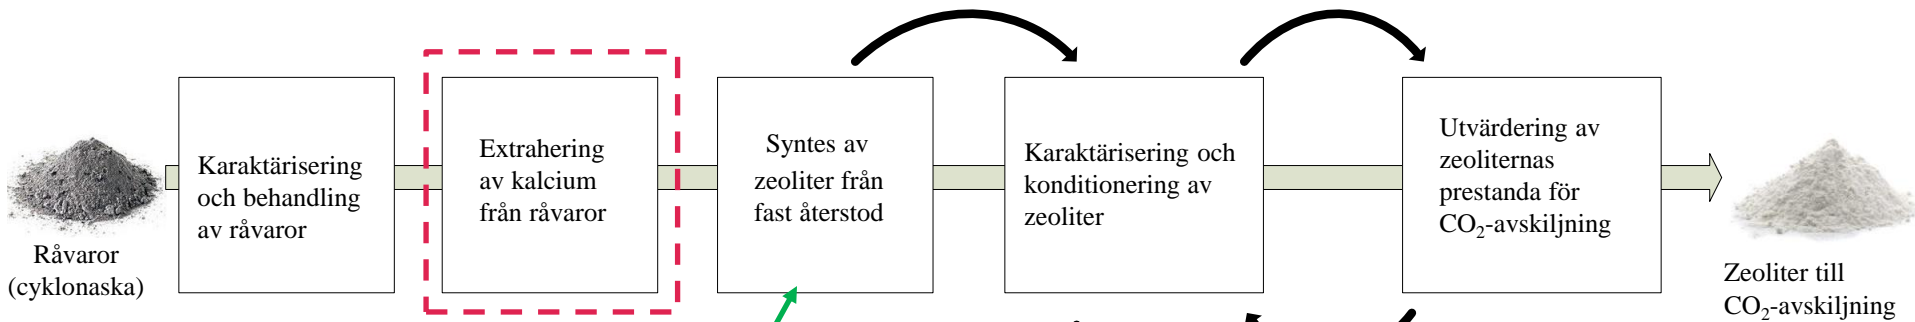 Råvaror
(cyklonaska)
Karaktärisering
och behandling
av råvaror
Extrahering
av kalcium
från råvaror
Syntes av
zeoliter från
fast återstod
Karaktärisering och
konditionering av
zeoliter
Utvärdering av
zeoliternas
prestanda för
CO₂-avskiljning
Zeoliter till
CO₂-avskiljning